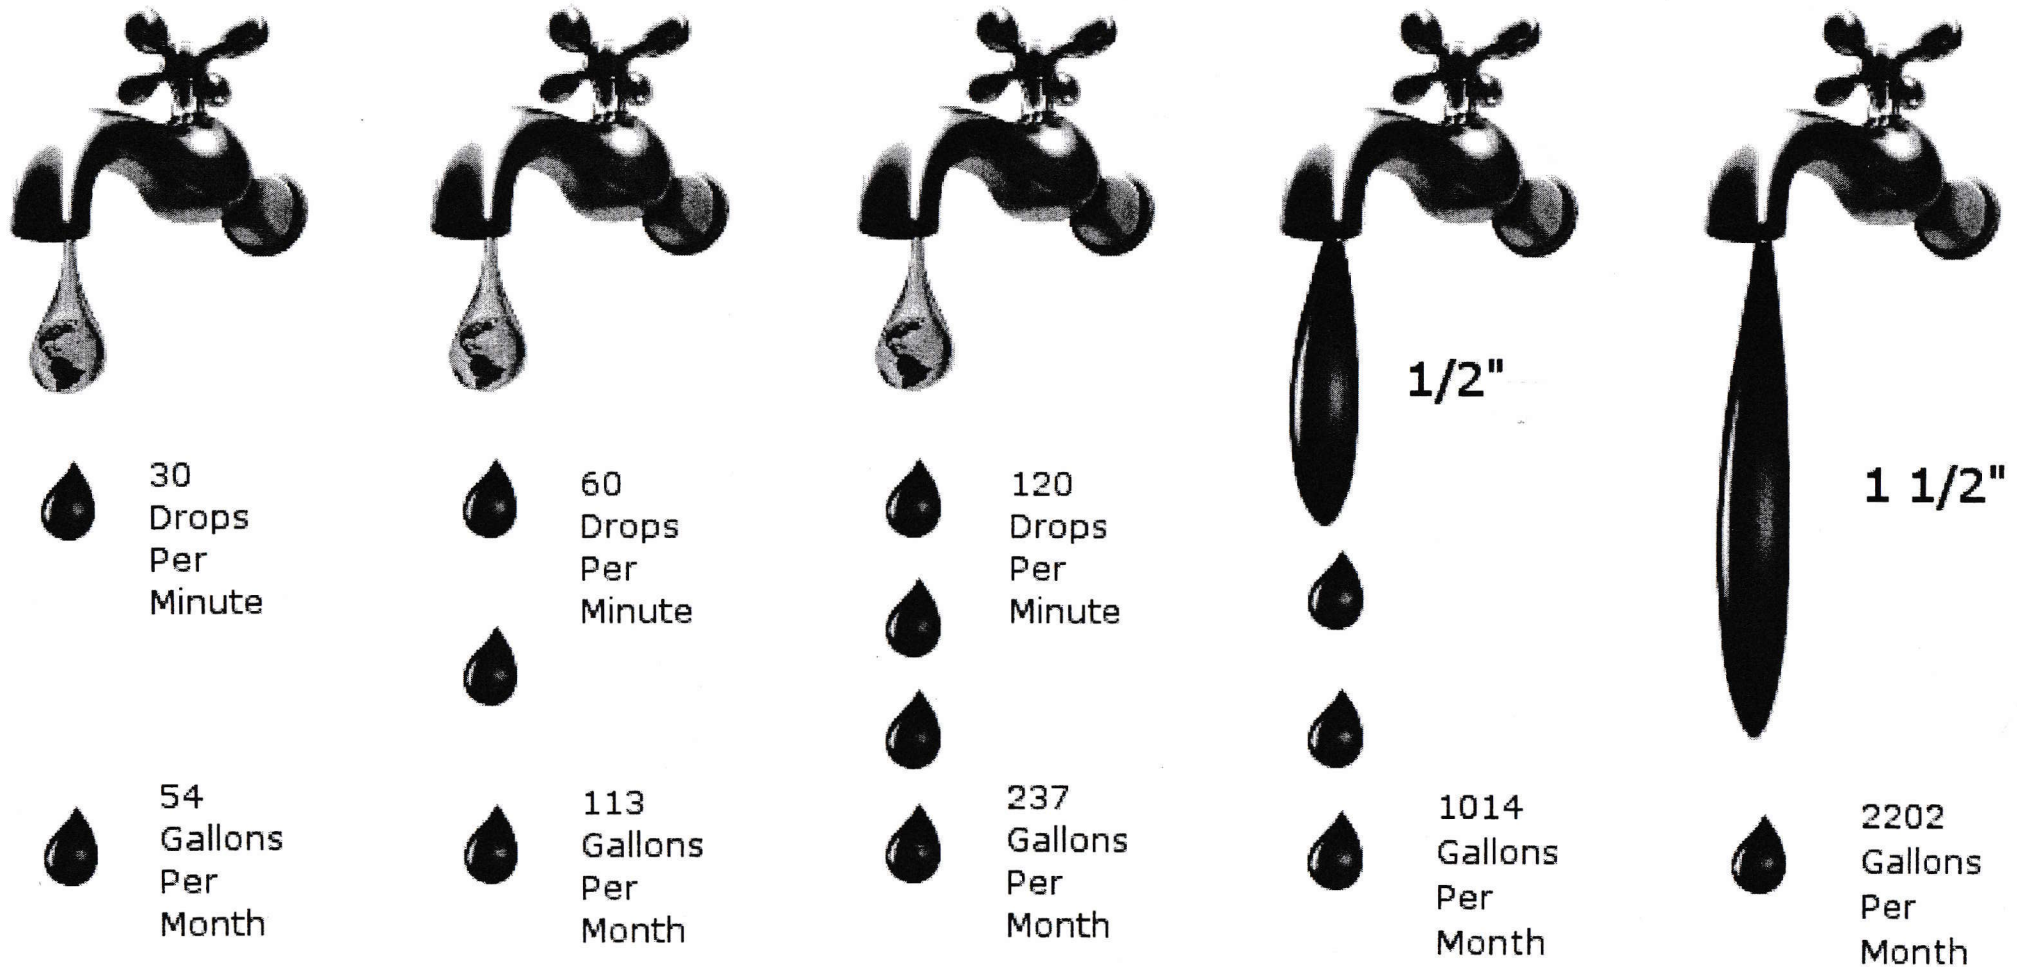 30
Drops
Per
Minute
54
Gallons
Per
Month
60
Drops
Per
Minute
113
Gallons
Per
Month
120
Drops
Per
Minute
237
Gallons
Per
Month
1/2"
1014
Gallons
Per
Month
1 1/2"
2202
Gallons
Per
Month